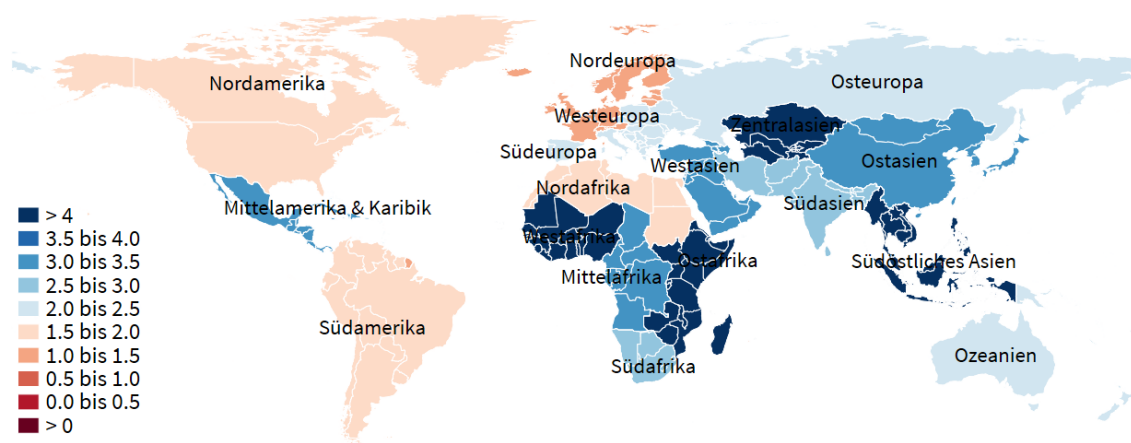 Nordeuropa
Nordamerika
Osteuropa
Westeuropa
Zentralasien
Südeuropa
Westasien
Ostasien
Nordafrika
Mittelamerika & Karibik
Südasien
Westafrika
Ostafrika
Südöstliches Asien
Mittelafrika
Südamerika
Ozeanien
Südafrika
> 4
3.5 bis 4.0
3.0 bis 3.5
2.5 bis 3.0
2.0 bis 2.5
1.5 bis 2.0
1.0 bis 1.5
0.5 bis 1.0
0.0 bis 0.5
> 0